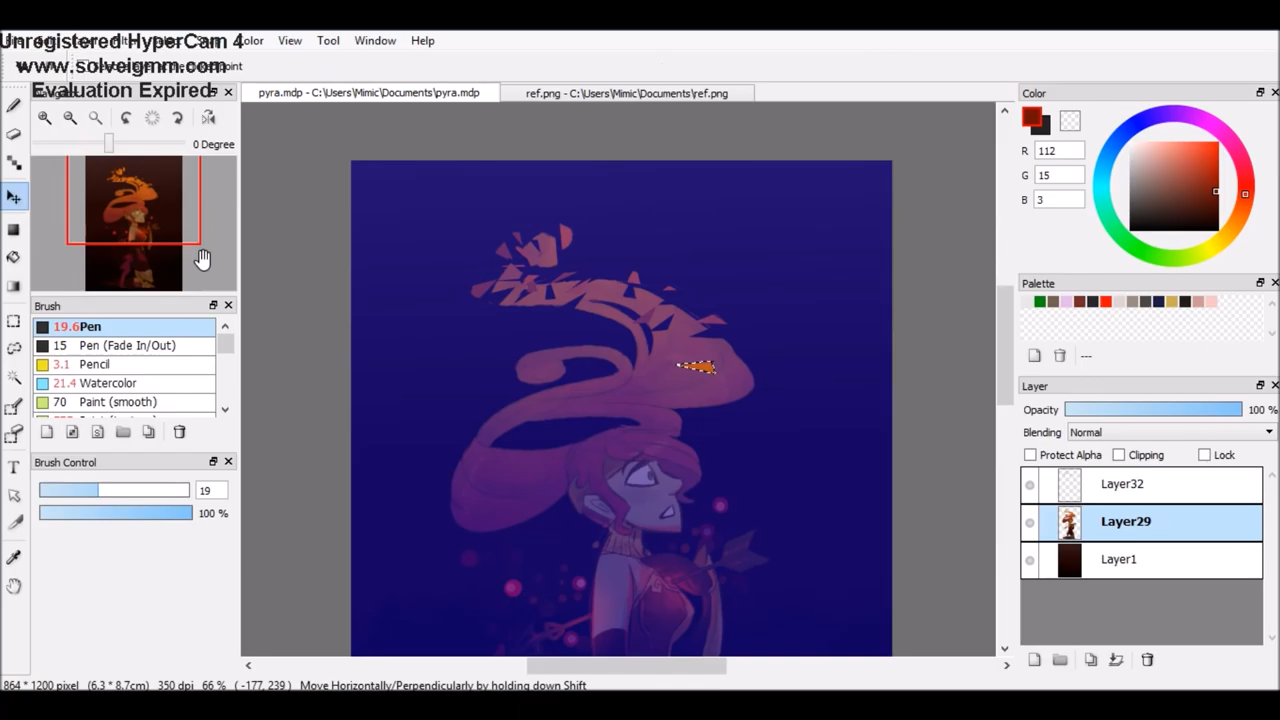 Unregistered HyperCam 4
Color View Tool Window Help
www.solveigmm.com
Evaluation Expired!
pyra.mdp - C:\Users\Mimic\Documents\pyra.mdp
ref.png - C:\Users\Mimic\Documents\ref.png
0 Degree
Brush
19.6 Pen
15 Pen (Fade In/Out)
3.1 Pencil
21.4 Watercolor
70 Paint (smooth)
Brush Control
19
100 %
Color
R 112
G 15
B 3
Palette
---
Layer
Opacity 100 %
Blending Normal
Protect Alpha Clipping Lock
Layer32
Layer29
Layer1
864 * 1200 pixel (6.3 * 8.7cm) 350 dpi 66 % ( -177, 239 ) Move Horizontally/Perpendicularly by holding down Shift